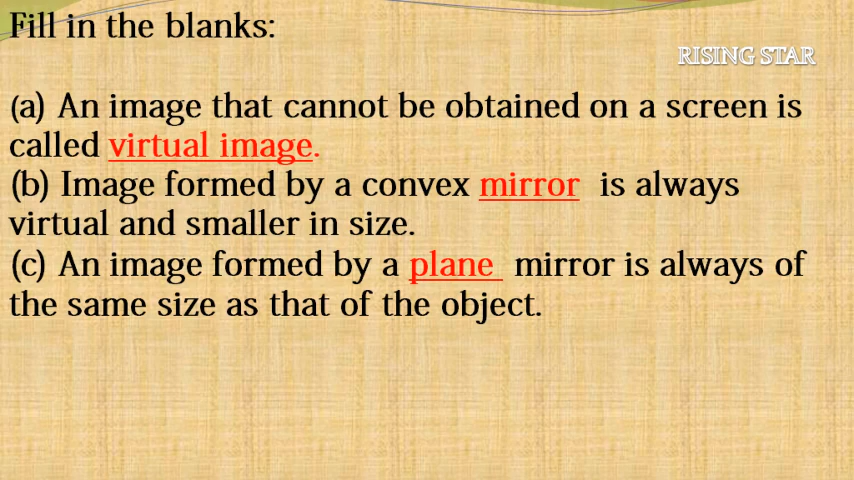 Fill in the blanks:
RISING STAR
(a) An image that cannot be obtained on a screen is
called virtual image.
(b) Image formed by a convex mirror is always
virtual and smaller in size.
(c) An image formed by a plane mirror is always of
the same size as that of the object.